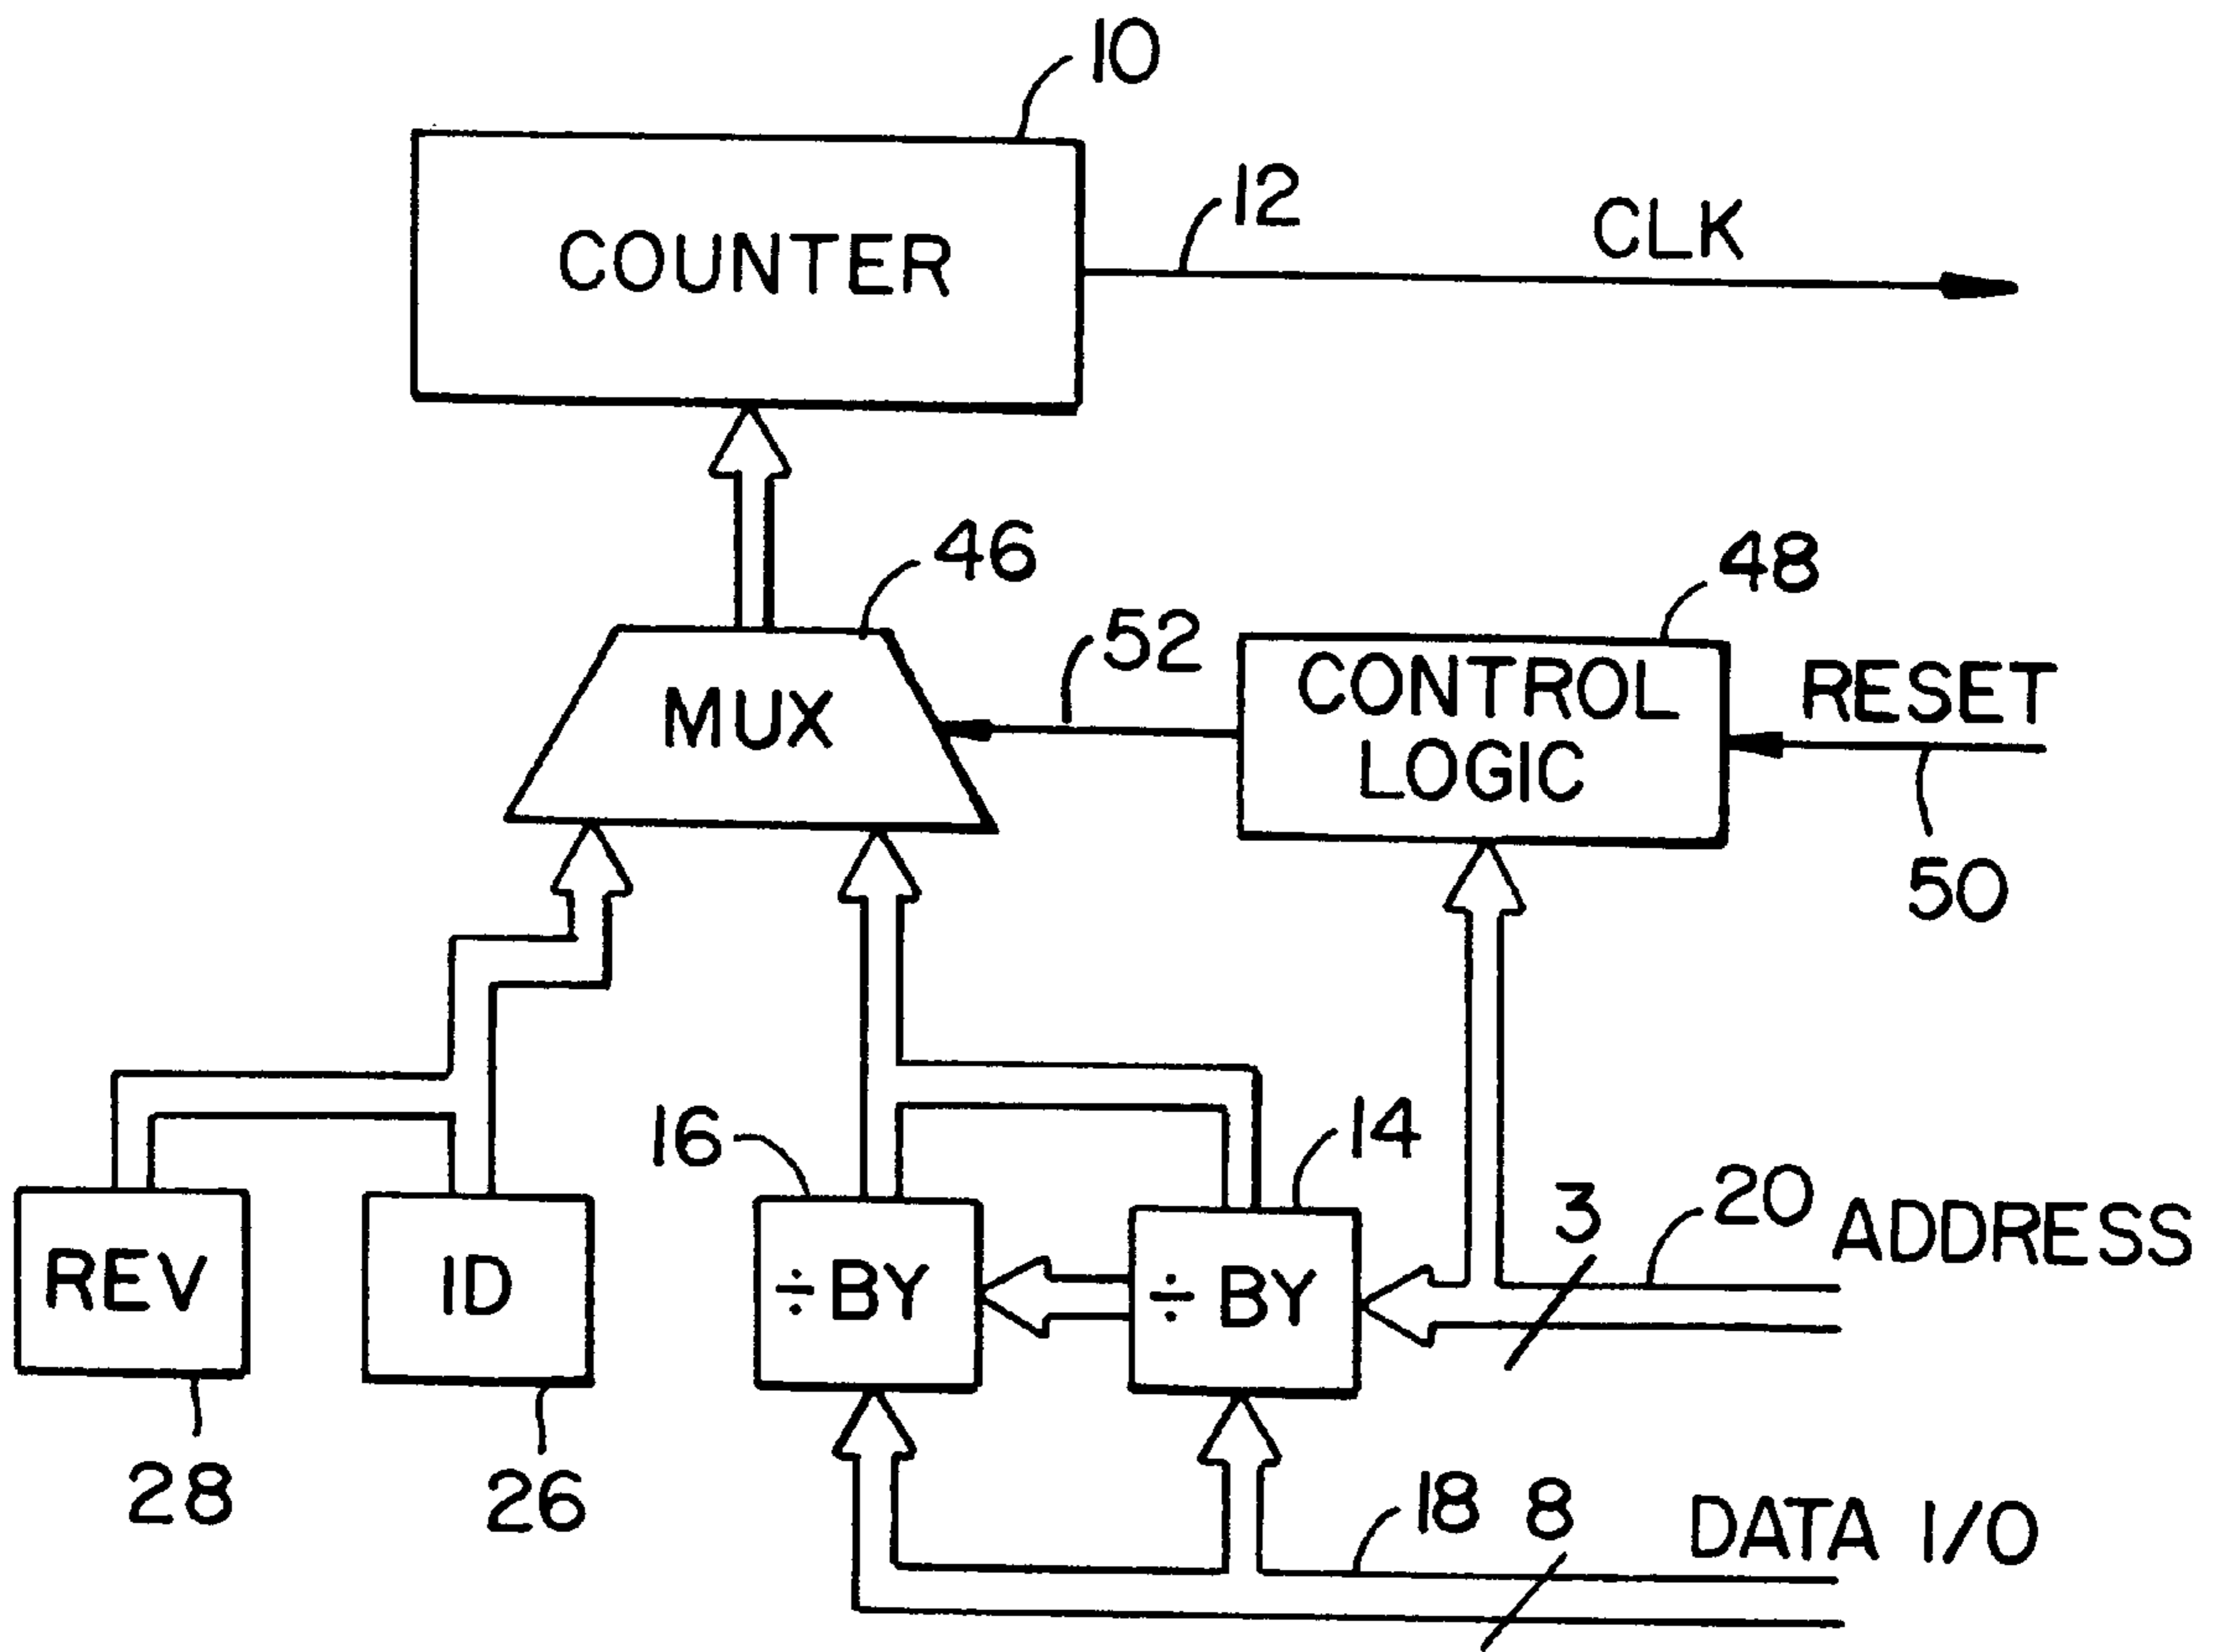 10
12
CLK
COUNTER
46
48
52
CONTROL
LOGIC
RESET
MUX
50
16
14
3
20
ADDRESS
REV
ID
÷ BY
÷ BY
28
26
18
8
DATA I/O